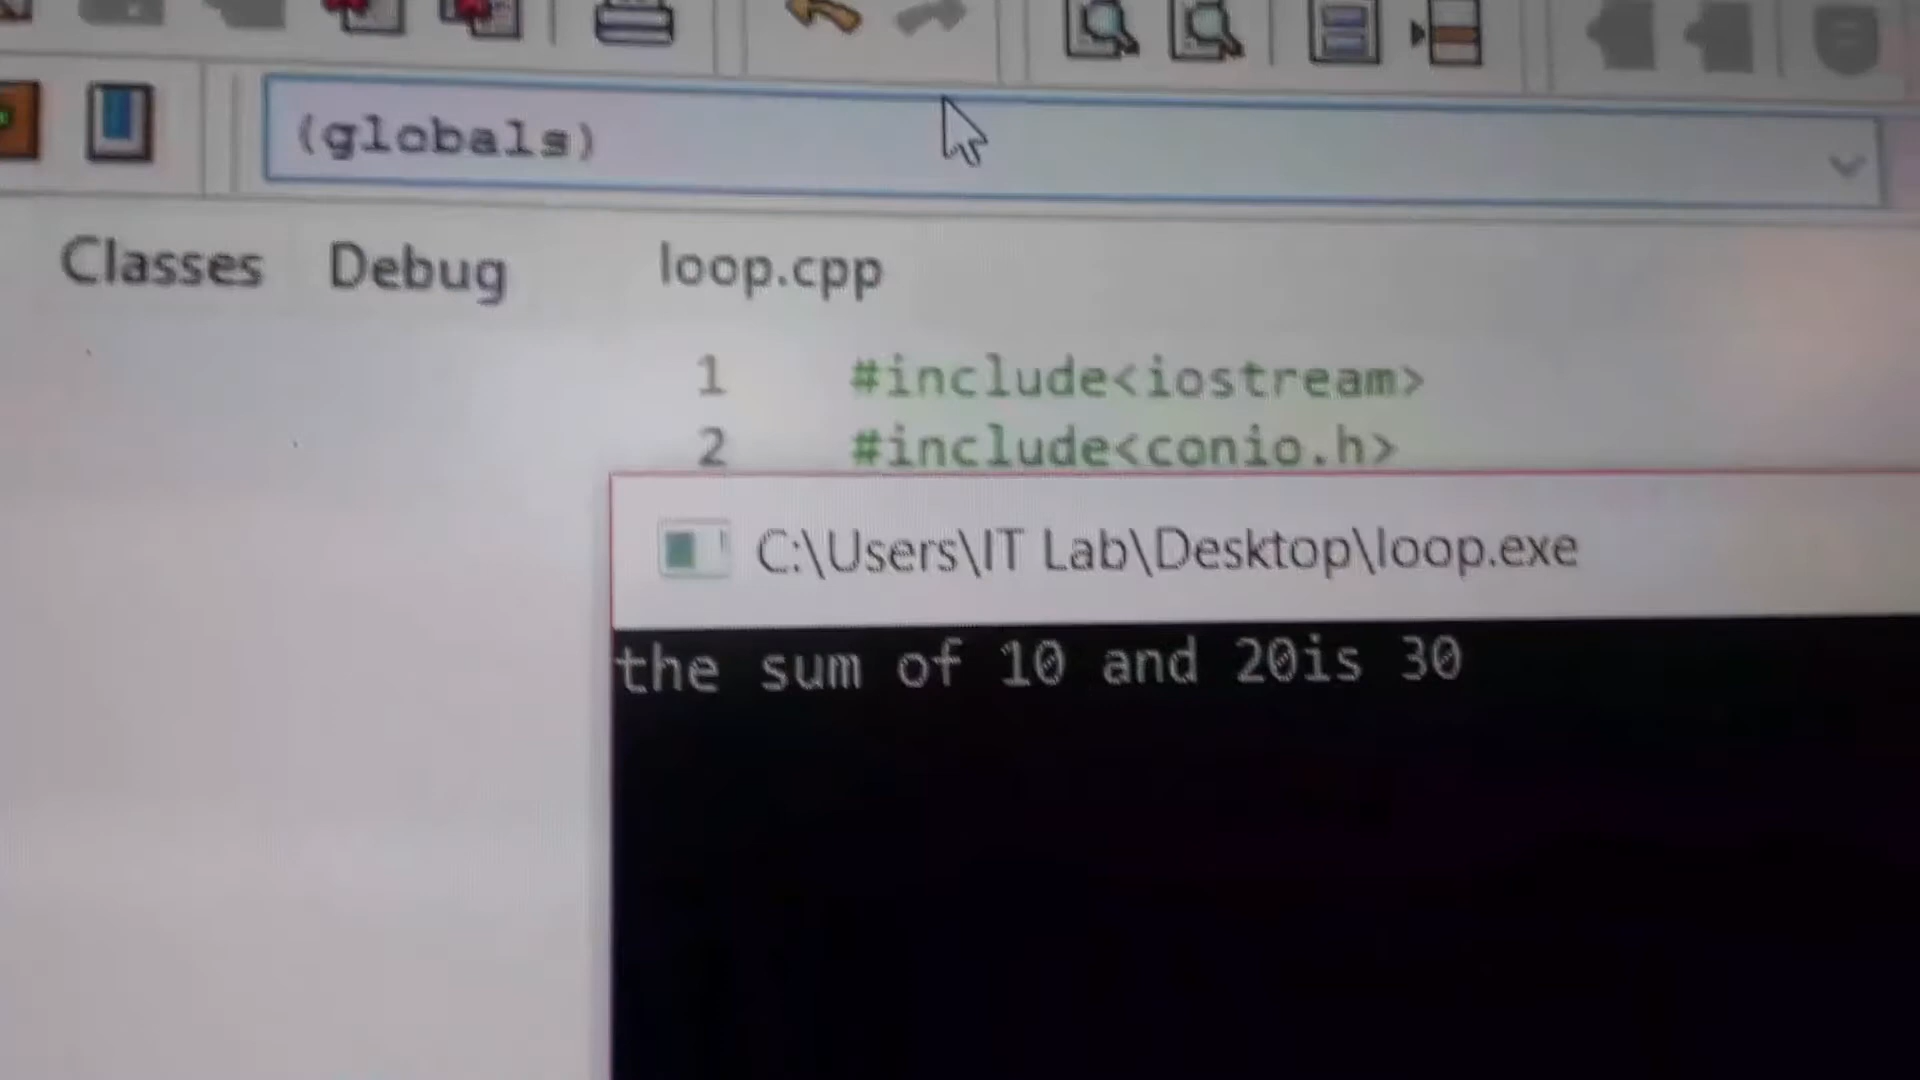 (globals)
Classes Debug loop.cpp
1 #include<iostream>
2 #include<conio.h>
C:\Users\IT Lab\Desktop\loop.exe
the sum of 10 and 20is 30